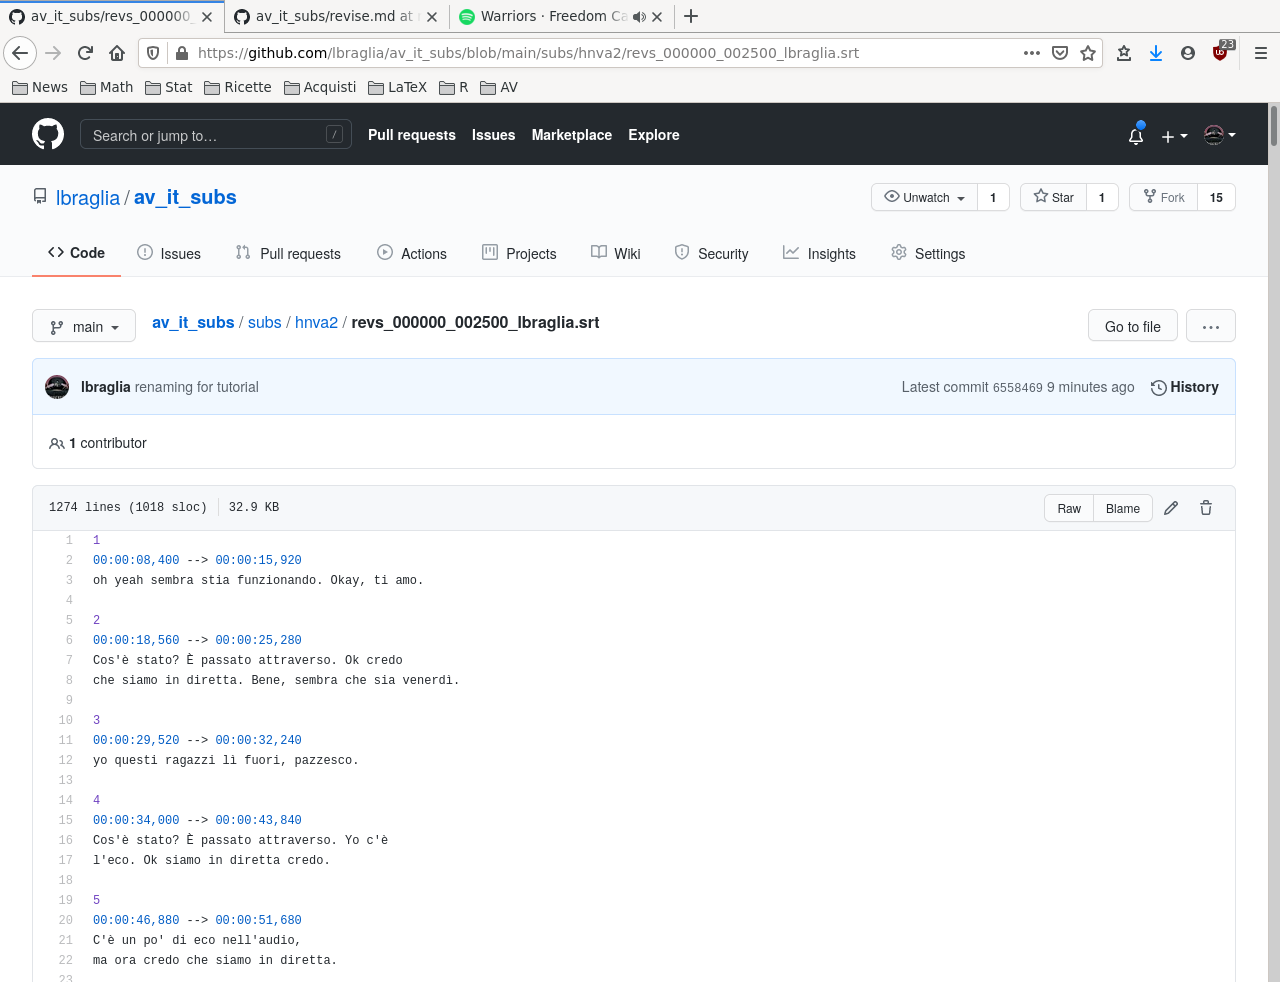 av_it_subs/revs_000000_
av_it_subs/revise.md at
Warriors · Freedom Ca
https://github.com/lbraglia/av_it_subs/blob/main/subs/hnva2/revs_000000_002500_lbraglia.srt
23
News Math Stat Ricette Acquisti LaTeX R AV
Search or jump to… /
Pull requests Issues Marketplace Explore
lbraglia / av_it_subs
Unwatch 1 Star 1 Fork 15
Code Issues Pull requests Actions Projects Wiki Security Insights Settings
main
av_it_subs / subs / hnva2 / revs_000000_002500_lbraglia.srt
Go to file
lbraglia renaming for tutorial
Latest commit 6558469 9 minutes ago History
1 contributor
1274 lines (1018 sloc) 32.9 KB
Raw Blame
1 1
2 00:00:08,400 --> 00:00:15,920
3 oh yeah sembra stia funzionando. Okay, ti amo.
4
5 2
6 00:00:18,560 --> 00:00:25,280
7 Cos'è stato? È passato attraverso. Ok credo
8 che siamo in diretta. Bene, sembra che sia venerdì.
9
10 3
11 00:00:29,520 --> 00:00:32,240
12 yo questi ragazzi lì fuori, pazzesco.
13
14 4
15 00:00:34,000 --> 00:00:43,840
16 Cos'è stato? È passato attraverso. Yo c'è
17 l'eco. Ok siamo in diretta credo.
18
19 5
20 00:00:46,880 --> 00:00:51,680
21 C'è un po' di eco nell'audio,
22 ma ora credo che siamo in diretta.
23